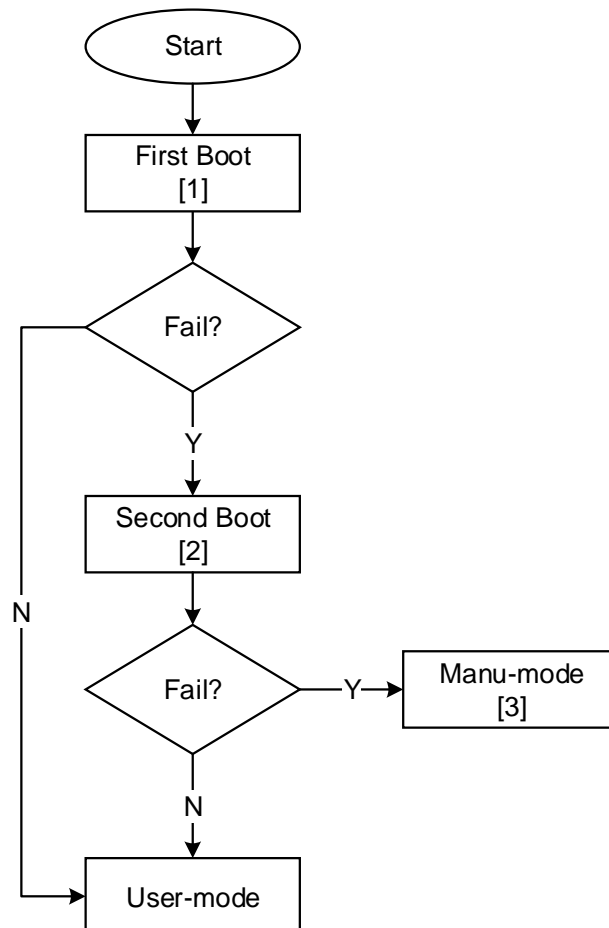 Start
First Boot
[1]
Fail?
Y
Second Boot
[2]
N
Fail?
Y
Manu-mode
[3]
N
User-mode